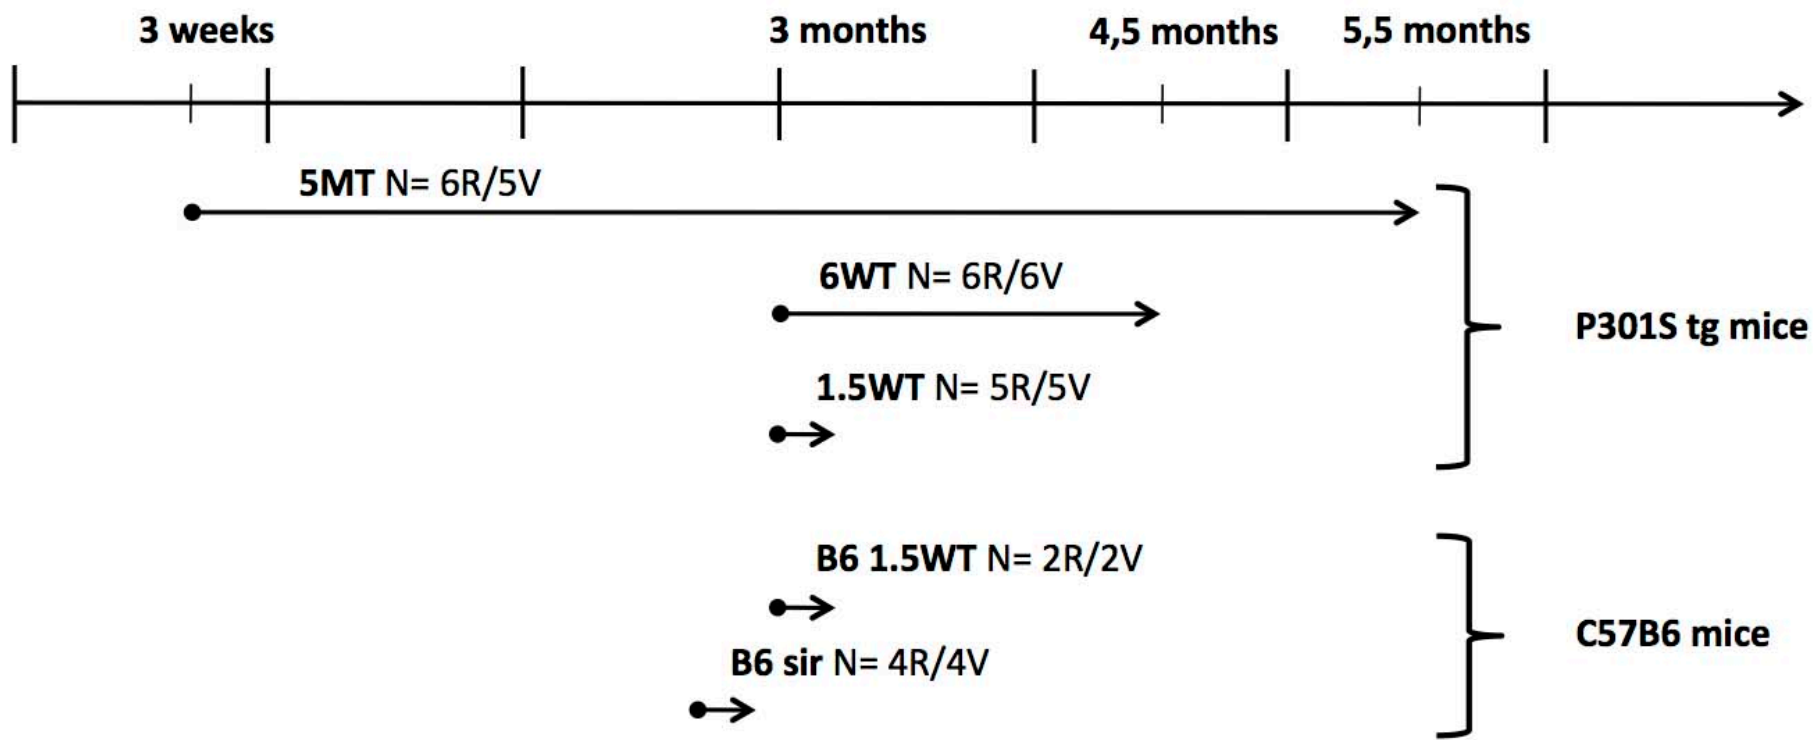 3 weeks 3 months 4,5 months 5,5 months
5MT N= 6R/5V
6WT N= 6R/6V
P301S tg mice
1.5WT N= 5R/5V
B6 1.5WT N= 2R/2V
C57B6 mice
B6 sir N= 4R/4V